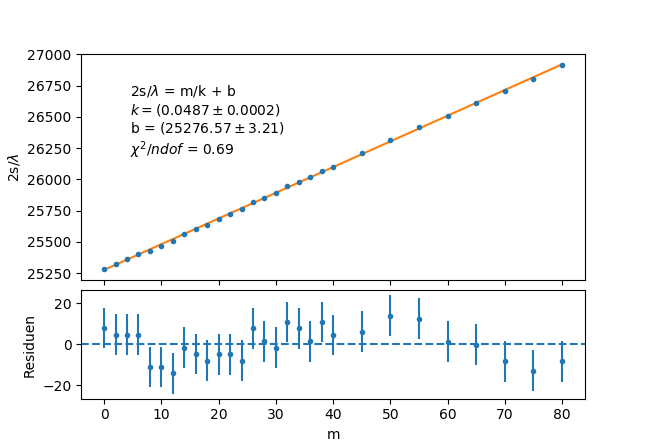 27000
26750
26500
26250
26000
25750
25500
25250
2s/λ
2s/λ = m/k + b
k = (0.0487 ± 0.0002)
b = (25276.57 ± 3.21)
χ²/ndof = 0.69
20
0
−20
Residuen
0 10 20 30 40 50 60 70 80
m